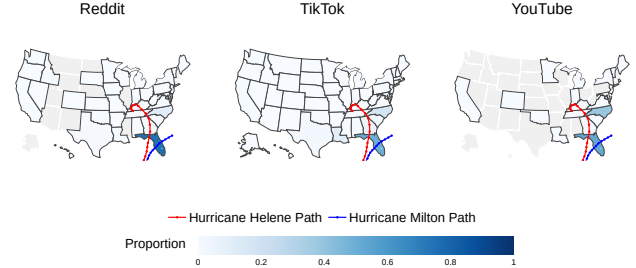 Reddit
TikTok
YouTube
Hurricane Helene Path
Hurricane Milton Path
Proportion
0 0.2 0.4 0.6 0.8 1